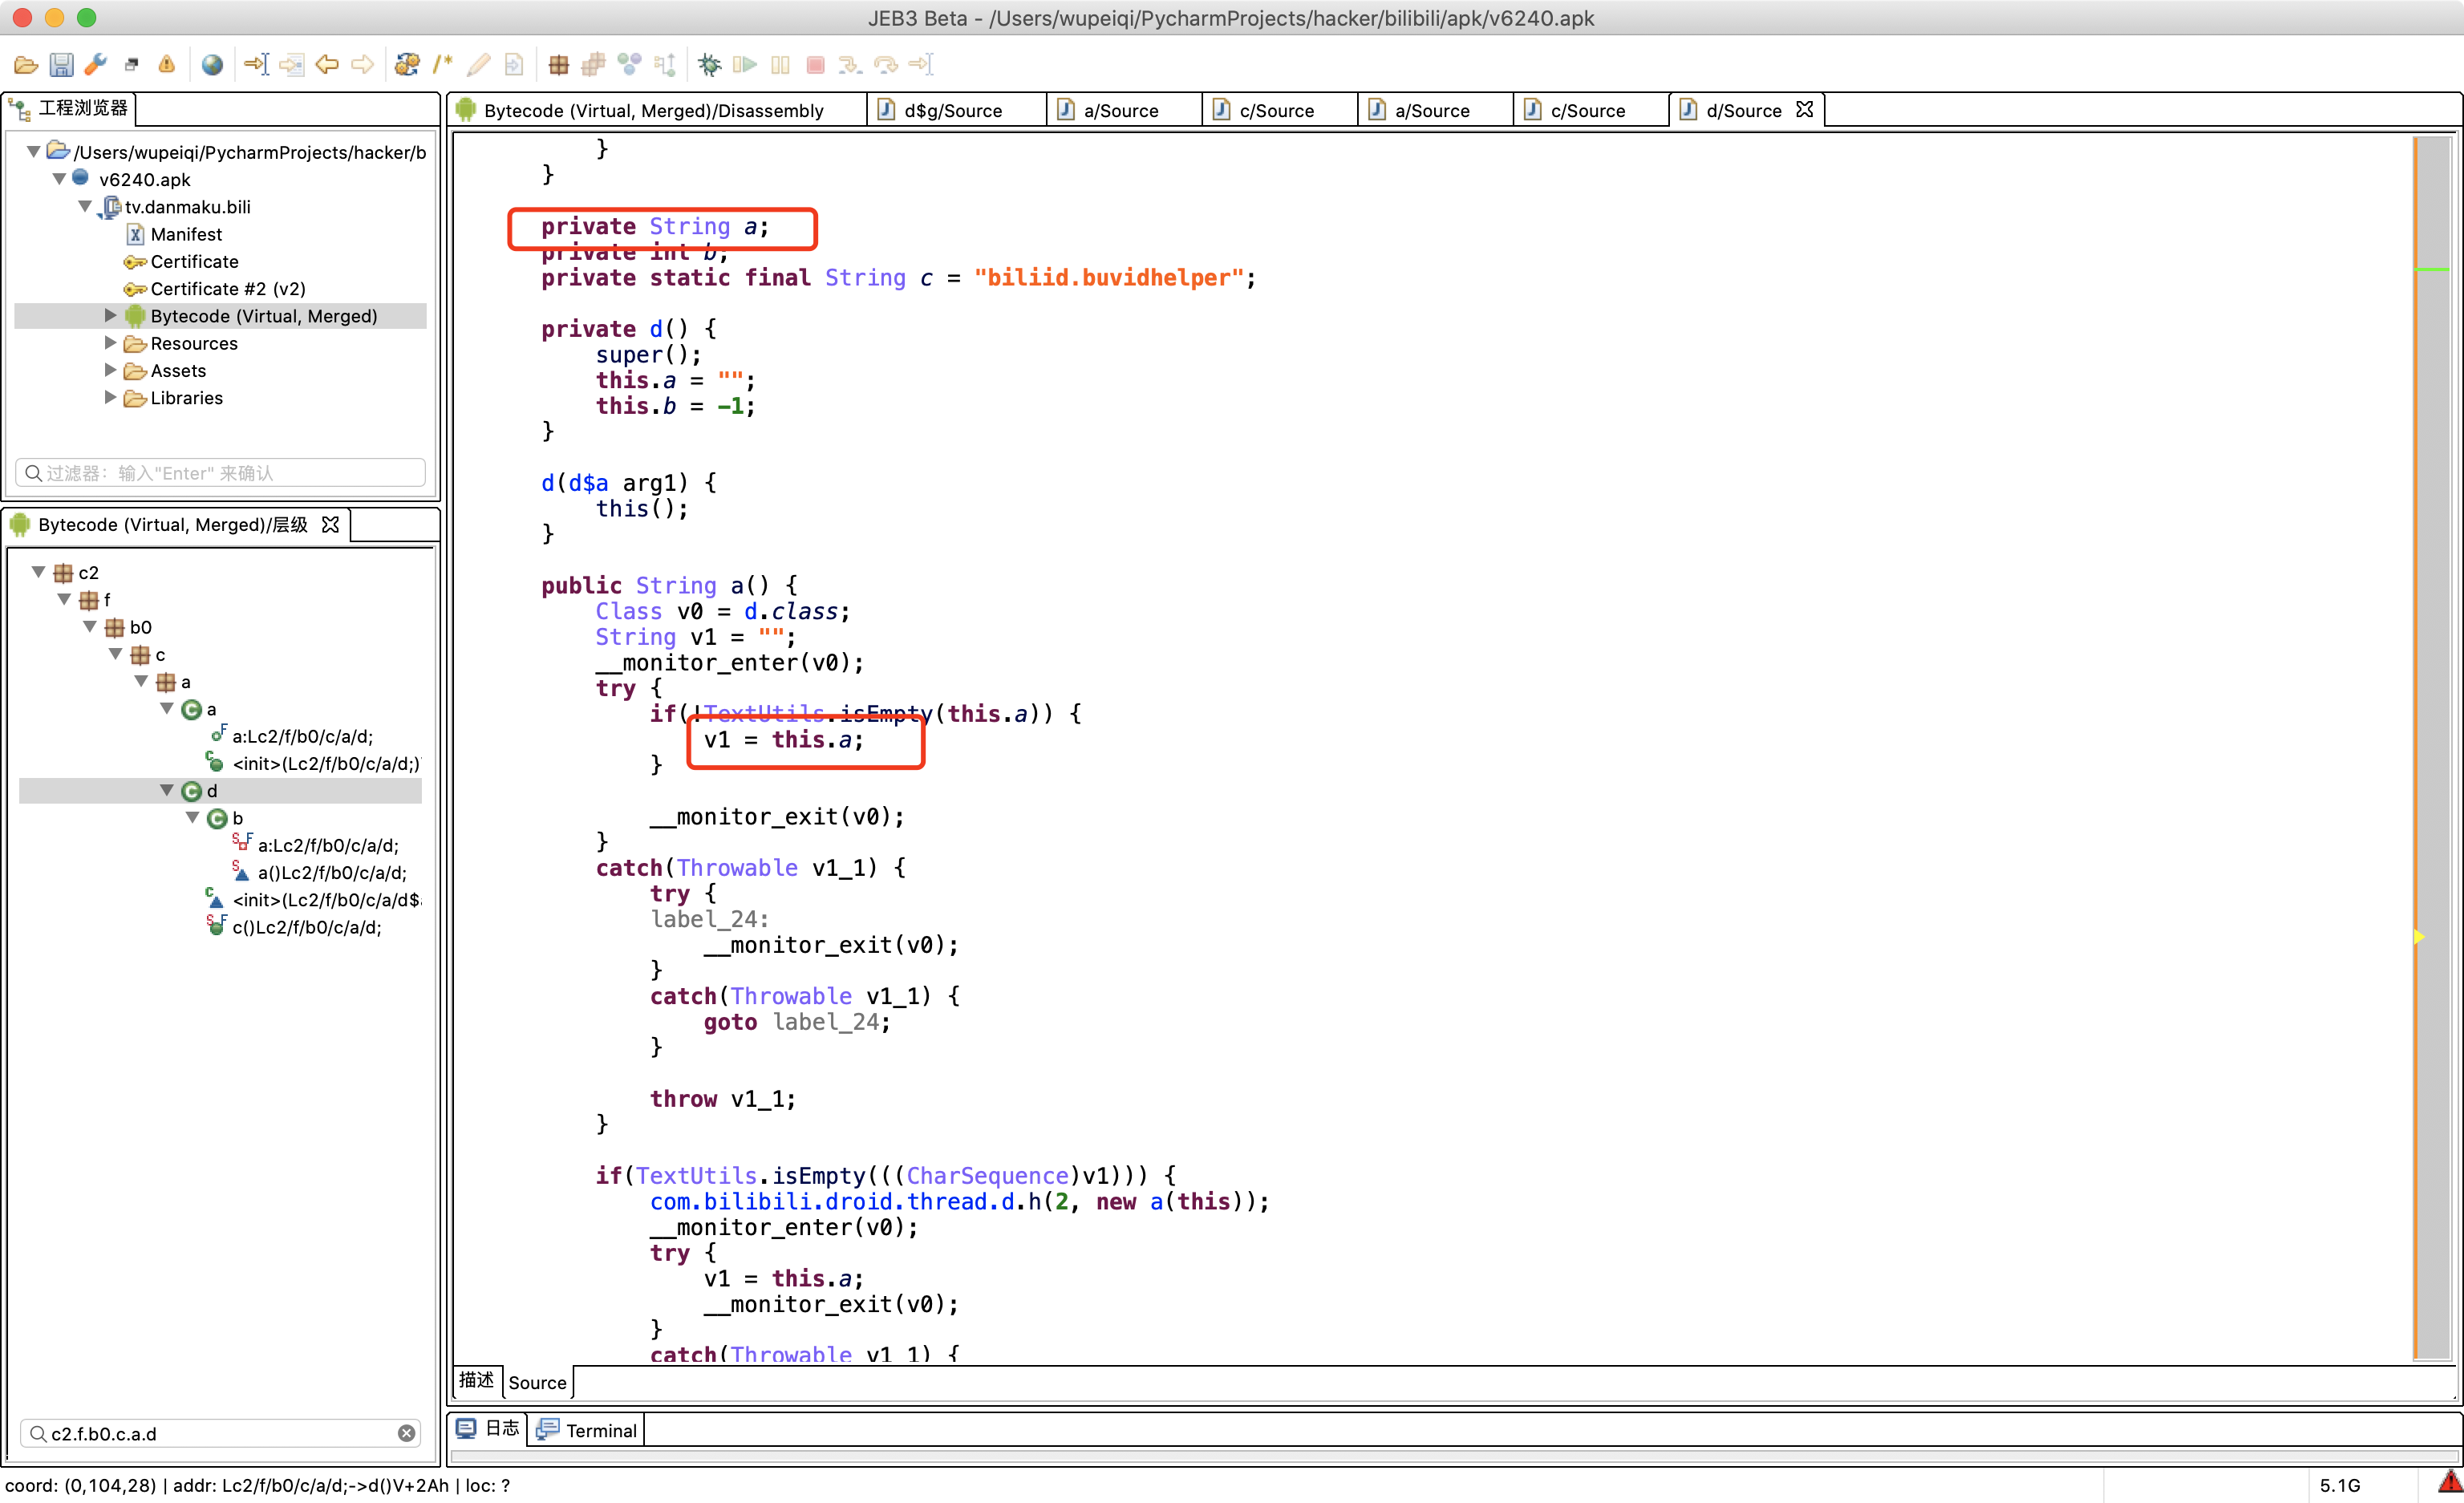 JEB3 Beta - /Users/wupeiqi/PycharmProjects/hacker/bilibili/apk/v6240.apk
工程浏览器
/Users/wupeiqi/PycharmProjects/hacker/b
v6240.apk
tv.danmaku.bili
Manifest
Certificate
Certificate #2 (v2)
Bytecode (Virtual, Merged)
Resources
Assets
Libraries
过滤器：输入"Enter" 来确认
Bytecode (Virtual, Merged)/层级
c2
f
b0
c
a
a
a:Lc2/f/b0/c/a/d;
<init>(Lc2/f/b0/c/a/d;)
d
b
a:Lc2/f/b0/c/a/d;
a()Lc2/f/b0/c/a/d;
<init>(Lc2/f/b0/c/a/d$
c()Lc2/f/b0/c/a/d;
c2.f.b0.c.a.d
Bytecode (Virtual, Merged)/Disassembly
d$g/Source
a/Source
c/Source
a/Source
c/Source
d/Source
}
}
private String a;
private int b;
private static final String c = "biliid.buvidhelper";
private d() {
super();
this.a = "";
this.b = -1;
}
d(d$a arg1) {
this();
}
public String a() {
Class v0 = d.class;
String v1 = "";
__monitor_enter(v0);
try {
if(!TextUtils.isEmpty(this.a)) {
v1 = this.a;
}
__monitor_exit(v0);
}
catch(Throwable v1_1) {
try {
label_24:
__monitor_exit(v0);
}
catch(Throwable v1_1) {
goto label_24;
}
throw v1_1;
}
if(TextUtils.isEmpty(((CharSequence)v1))) {
com.bilibili.droid.thread.d.h(2, new a(this));
__monitor_enter(v0);
try {
v1 = this.a;
__monitor_exit(v0);
}
catch(Throwable v1_1) {
描述
Source
日志
Terminal
coord: (0,104,28) | addr: Lc2/f/b0/c/a/d;->d()V+2Ah | loc: ?
5.1G